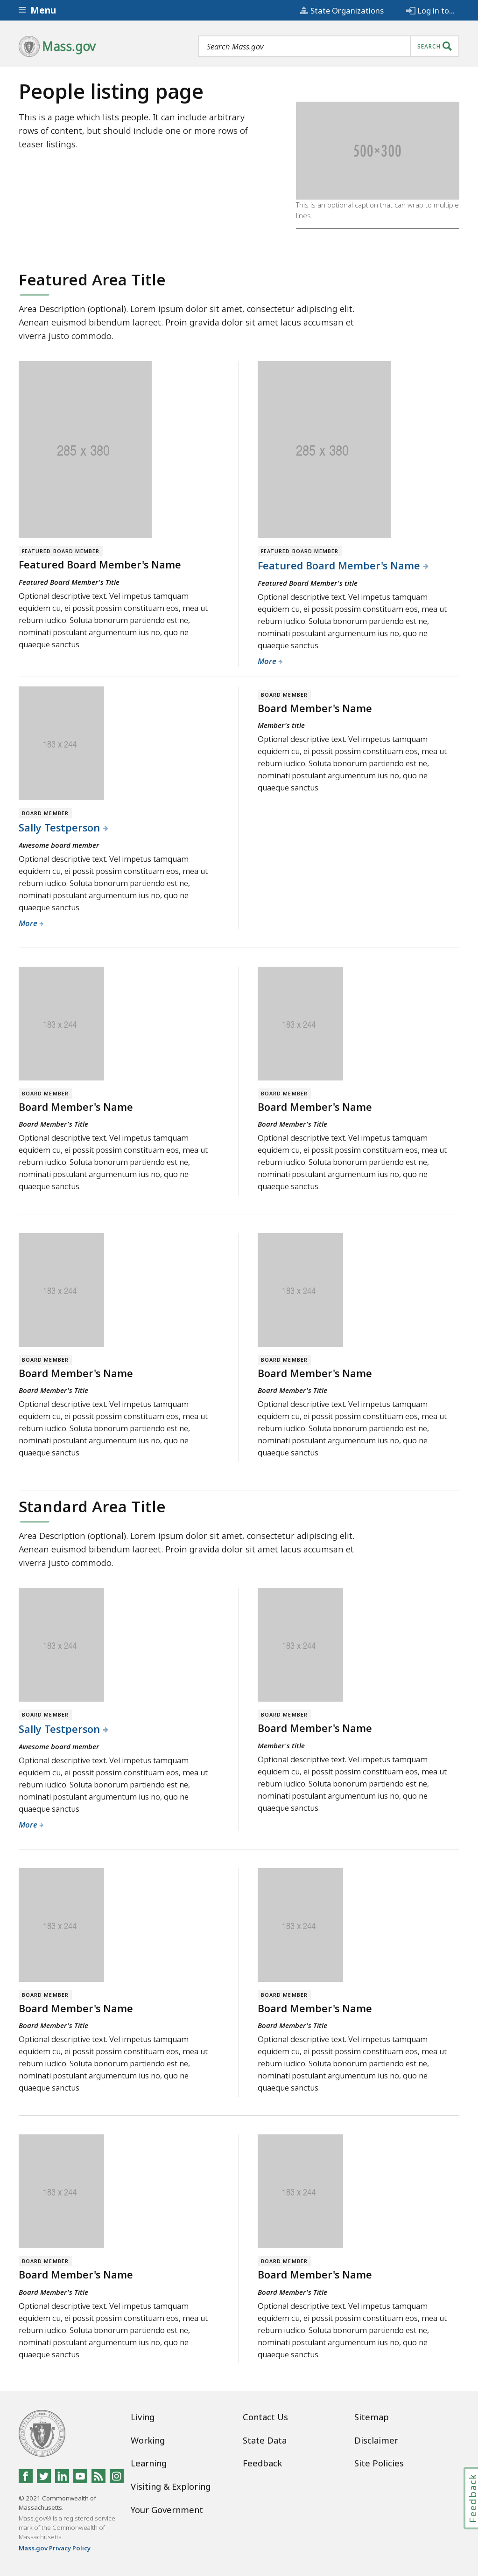 Menu
State Organizations
Log in to...
Mass.gov
Search Mass.gov
SEARCH
People listing page
This is a page which lists people. It can include arbitrary
rows of content, but should include one or more rows of
teaser listings.
500×300
This is an optional caption that can wrap to multiple
lines.
Featured Area Title
Area Description (optional). Lorem ipsum dolor sit amet, consectetur adipiscing elit.
Aenean euismod bibendum laoreet. Proin gravida dolor sit amet lacus accumsan et
viverra justo commodo.
285 x 380
FEATURED BOARD MEMBER
Featured Board Member's Name
Featured Board Member's Title
Optional descriptive text. Vel impetus tamquam
equidem cu, ei possit possim constituam eos, mea ut
rebum iudico. Soluta bonorum partiendo est ne,
nominati postulant argumentum ius no, quo ne
quaeque sanctus.
285 x 380
FEATURED BOARD MEMBER
Featured Board Member's Name
Featured Board Member's title
Optional descriptive text. Vel impetus tamquam
equidem cu, ei possit possim constituam eos, mea ut
rebum iudico. Soluta bonorum partiendo est ne,
nominati postulant argumentum ius no, quo ne
quaeque sanctus.
More
183 x 244
BOARD MEMBER
Sally Testperson
Awesome board member
Optional descriptive text. Vel impetus tamquam
equidem cu, ei possit possim constituam eos, mea ut
rebum iudico. Soluta bonorum partiendo est ne,
nominati postulant argumentum ius no, quo ne
quaeque sanctus.
More
BOARD MEMBER
Board Member's Name
Member's title
Optional descriptive text. Vel impetus tamquam
equidem cu, ei possit possim constituam eos, mea ut
rebum iudico. Soluta bonorum partiendo est ne,
nominati postulant argumentum ius no, quo ne
quaeque sanctus.
183 x 244
BOARD MEMBER
Board Member's Name
Board Member's Title
Optional descriptive text. Vel impetus tamquam
equidem cu, ei possit possim constituam eos, mea ut
rebum iudico. Soluta bonorum partiendo est ne,
nominati postulant argumentum ius no, quo ne
quaeque sanctus.
183 x 244
BOARD MEMBER
Board Member's Name
Board Member's Title
Optional descriptive text. Vel impetus tamquam
equidem cu, ei possit possim constituam eos, mea ut
rebum iudico. Soluta bonorum partiendo est ne,
nominati postulant argumentum ius no, quo ne
quaeque sanctus.
183 x 244
BOARD MEMBER
Board Member's Name
Board Member's Title
Optional descriptive text. Vel impetus tamquam
equidem cu, ei possit possim constituam eos, mea ut
rebum iudico. Soluta bonorum partiendo est ne,
nominati postulant argumentum ius no, quo ne
quaeque sanctus.
183 x 244
BOARD MEMBER
Board Member's Name
Board Member's Title
Optional descriptive text. Vel impetus tamquam
equidem cu, ei possit possim constituam eos, mea ut
rebum iudico. Soluta bonorum partiendo est ne,
nominati postulant argumentum ius no, quo ne
quaeque sanctus.
Standard Area Title
Area Description (optional). Lorem ipsum dolor sit amet, consectetur adipiscing elit.
Aenean euismod bibendum laoreet. Proin gravida dolor sit amet lacus accumsan et
viverra justo commodo.
183 x 244
BOARD MEMBER
Sally Testperson
Awesome board member
Optional descriptive text. Vel impetus tamquam
equidem cu, ei possit possim constituam eos, mea ut
rebum iudico. Soluta bonorum partiendo est ne,
nominati postulant argumentum ius no, quo ne
quaeque sanctus.
More
183 x 244
BOARD MEMBER
Board Member's Name
Member's title
Optional descriptive text. Vel impetus tamquam
equidem cu, ei possit possim constituam eos, mea ut
rebum iudico. Soluta bonorum partiendo est ne,
nominati postulant argumentum ius no, quo ne
quaeque sanctus.
183 x 244
BOARD MEMBER
Board Member's Name
Board Member's Title
Optional descriptive text. Vel impetus tamquam
equidem cu, ei possit possim constituam eos, mea ut
rebum iudico. Soluta bonorum partiendo est ne,
nominati postulant argumentum ius no, quo ne
quaeque sanctus.
183 x 244
BOARD MEMBER
Board Member's Name
Board Member's Title
Optional descriptive text. Vel impetus tamquam
equidem cu, ei possit possim constituam eos, mea ut
rebum iudico. Soluta bonorum partiendo est ne,
nominati postulant argumentum ius no, quo ne
quaeque sanctus.
183 x 244
BOARD MEMBER
Board Member's Name
Board Member's Title
Optional descriptive text. Vel impetus tamquam
equidem cu, ei possit possim constituam eos, mea ut
rebum iudico. Soluta bonorum partiendo est ne,
nominati postulant argumentum ius no, quo ne
quaeque sanctus.
183 x 244
BOARD MEMBER
Board Member's Name
Board Member's Title
Optional descriptive text. Vel impetus tamquam
equidem cu, ei possit possim constituam eos, mea ut
rebum iudico. Soluta bonorum partiendo est ne,
nominati postulant argumentum ius no, quo ne
quaeque sanctus.
Living
Working
Learning
Visiting & Exploring
Your Government
Contact Us
State Data
Feedback
Sitemap
Disclaimer
Site Policies
© 2021 Commonwealth of
Massachusetts.
Mass.gov® is a registered service
mark of the Commonwealth of
Massachusetts.
Mass.gov Privacy Policy
Feedback